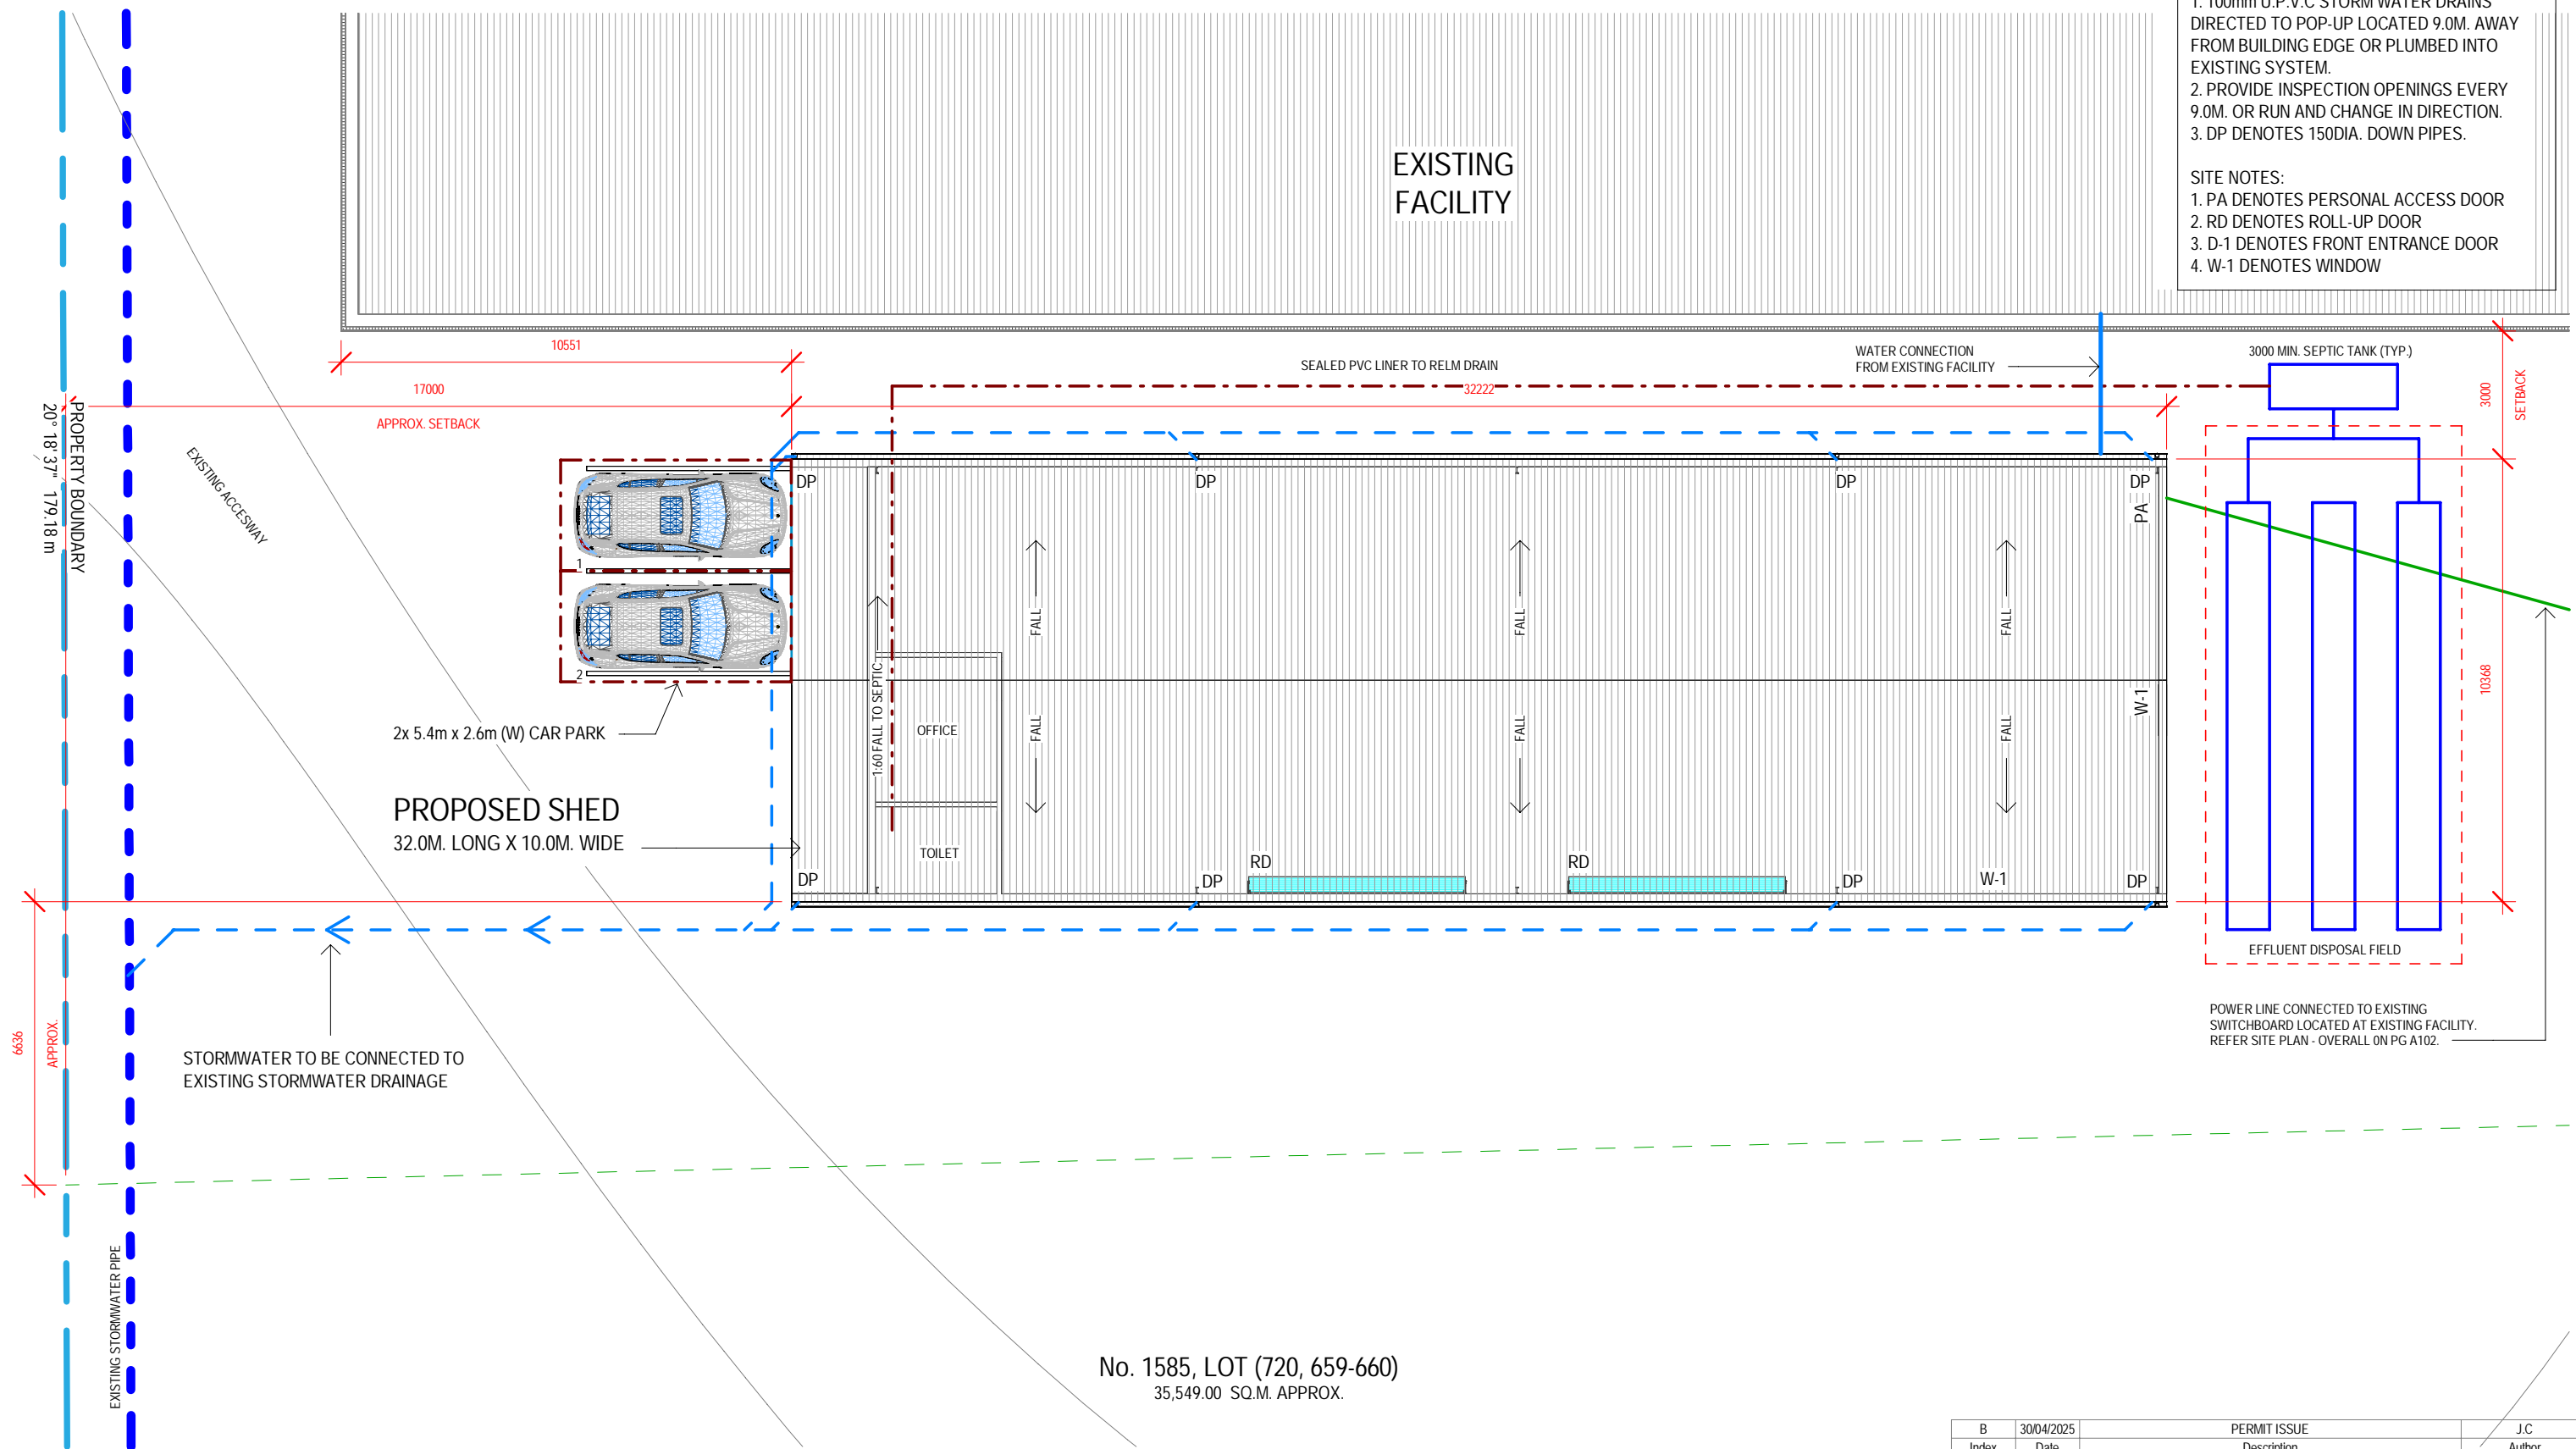 1. 100mm U.P.V.C STORM WATER DRAINS
DIRECTED TO POP-UP LOCATED 9.0M. AWAY
FROM BUILDING EDGE OR PLUMBED INTO
EXISTING SYSTEM.
2. PROVIDE INSPECTION OPENINGS EVERY
9.0M. OR RUN AND CHANGE IN DIRECTION.
3. DP DENOTES 150DIA. DOWN PIPES.
SITE NOTES:
1. PA DENOTES PERSONAL ACCESS DOOR
2. RD DENOTES ROLL-UP DOOR
3. D-1 DENOTES FRONT ENTRANCE DOOR
4. W-1 DENOTES WINDOW
EXISTING
FACILITY
10551
17000
APPROX. SETBACK
SEALED PVC LINER TO RELM DRAIN
32222
WATER CONNECTION
FROM EXISTING FACILITY
3000 MIN. SEPTIC TANK (TYP.)
3000
SETBACK
PROPERTY BOUNDARY
20° 18' 37" 179.18 m
EXISTING ACCESWAY
DP
DP
DP
DP
PA
1
2
FALL
FALL
FALL
1:60 FALL TO SEPTIC
OFFICE
FALL
FALL
FALL
W-1
10368
2x 5.4m x 2.6m (W) CAR PARK
PROPOSED SHED
32.0M. LONG X 10.0M. WIDE
TOILET
DP
DP
RD
RD
DP
W-1
DP
EFFLUENT DISPOSAL FIELD
6636
APPROX.
STORMWATER TO BE CONNECTED TO
EXISTING STORMWATER DRAINAGE
POWER LINE CONNECTED TO EXISTING
SWITCHBOARD LOCATED AT EXISTING FACILITY.
REFER SITE PLAN - OVERALL 0N PG A102.
EXISTING STORMWATER PIPE
No. 1585, LOT (720, 659-660)
35,549.00 SQ.M. APPROX.
B 30/04/2025 PERMIT ISSUE J.C
Index Date Description Author